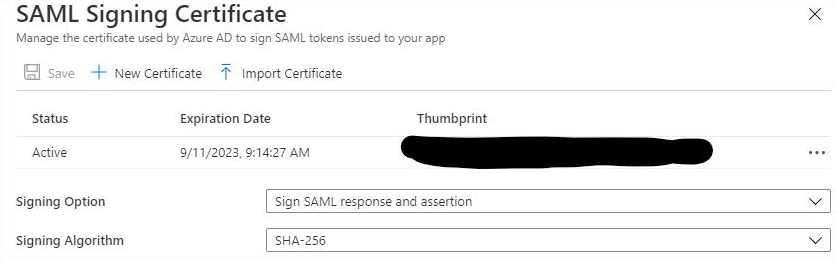 SAML Signing Certificate
Manage the certificate used by Azure AD to sign SAML tokens issued to your app
Save New Certificate Import Certificate
Status Expiration Date Thumbprint
Active 9/11/2023, 9:14:27 AM
Signing Option Sign SAML response and assertion
Signing Algorithm SHA-256